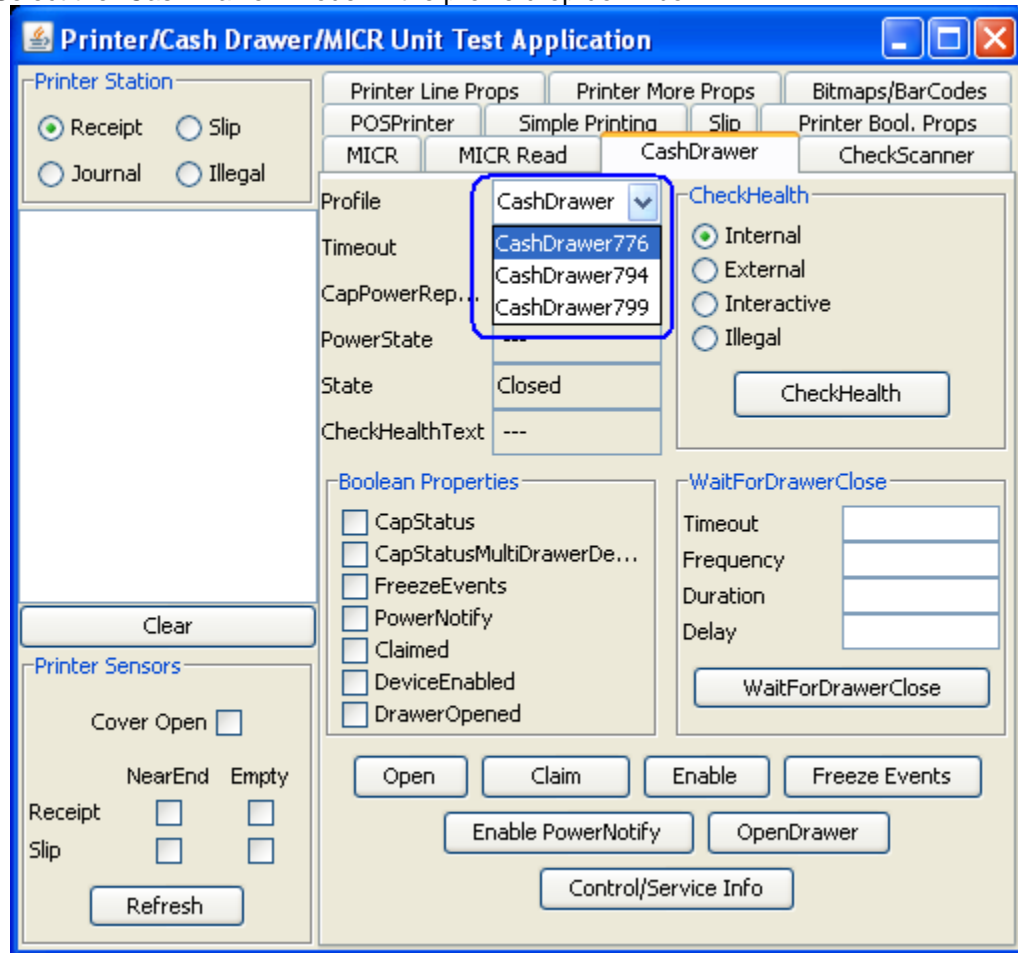 Printer/Cash Drawer/MICR Unit Test Application
Printer Station
Receipt
Slip
Journal
Illegal
Printer Line Props
Printer More Props
Bitmaps/BarCodes
POSPrinter
Simple Printing
Slip
Printer Bool. Props
MICR
MICR Read
CashDrawer
CheckScanner
Profile
CashDrawer
CashDrawer776
CashDrawer794
CashDrawer799
Timeout
CapPowerRep...
PowerState
---
State
Closed
CheckHealthText
---
CheckHealth
Internal
External
Interactive
Illegal
CheckHealth
Boolean Properties
CapStatus
CapStatusMultiDrawerDe...
FreezeEvents
PowerNotify
Claimed
DeviceEnabled
DrawerOpened
WaitForDrawerClose
Timeout
Frequency
Duration
Delay
WaitForDrawerClose
Clear
Printer Sensors
Cover Open
NearEnd
Empty
Receipt
Slip
Refresh
Open
Claim
Enable
Freeze Events
Enable PowerNotify
OpenDrawer
Control/Service Info